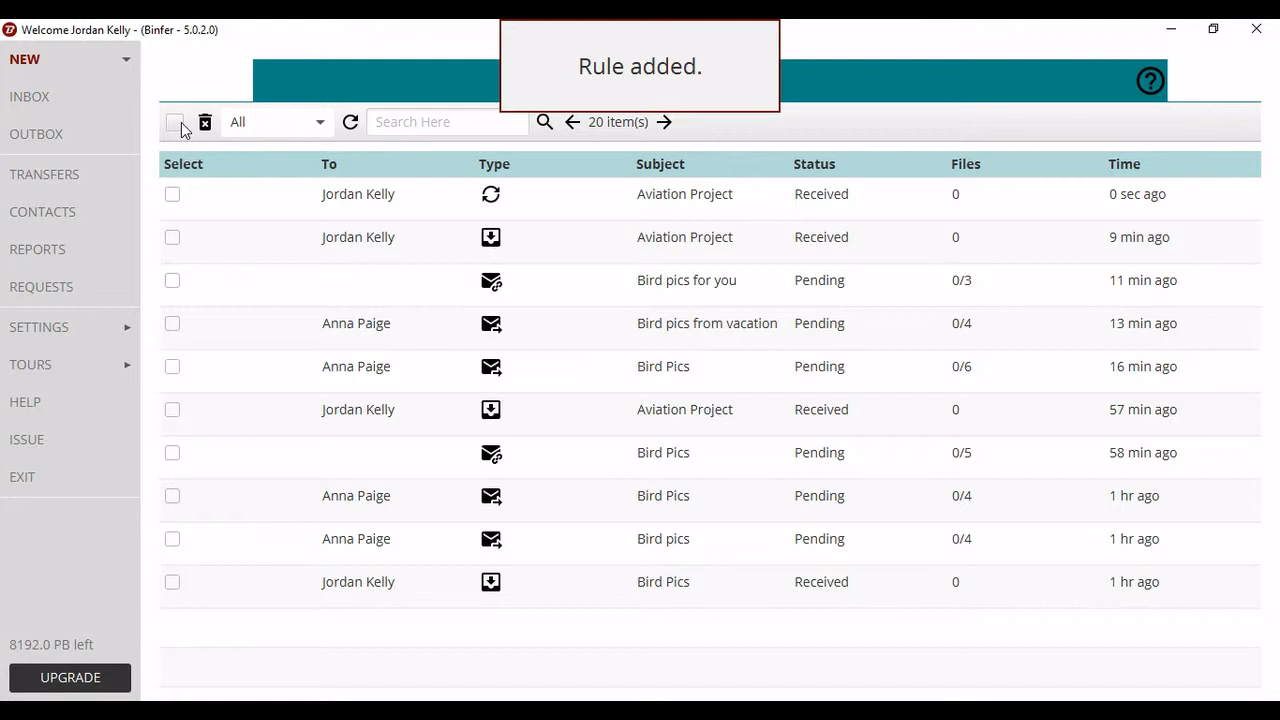 Welcome Jordan Kelly - (Binfer - 5.0.2.0)
Rule added.
NEW
INBOX
OUTBOX
TRANSFERS
CONTACTS
REPORTS
REQUESTS
SETTINGS
TOURS
HELP
ISSUE
EXIT
8192.0 PB left
UPGRADE
All Search Here 20 item(s)
Select To Type Subject Status Files Time
Jordan Kelly Aviation Project Received 0 0 sec ago
Jordan Kelly Aviation Project Received 0 9 min ago
Bird pics for you Pending 0/3 11 min ago
Anna Paige Bird pics from vacation Pending 0/4 13 min ago
Anna Paige Bird Pics Pending 0/6 16 min ago
Jordan Kelly Aviation Project Received 0 57 min ago
Bird Pics Pending 0/5 58 min ago
Anna Paige Bird Pics Pending 0/4 1 hr ago
Anna Paige Bird pics Pending 0/4 1 hr ago
Jordan Kelly Bird Pics Received 0 1 hr ago